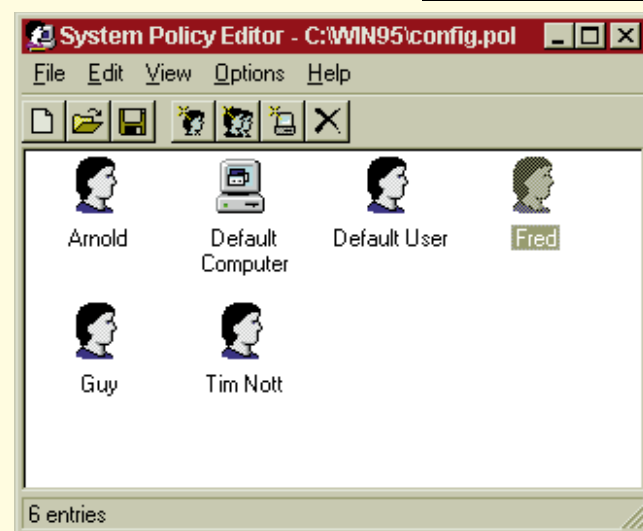 System Policy Editor - C:\WIN95\config.pol
File Edit View Options Help
Arnold
Default Computer
Default User
Fred
Guy
Tim Nott
6 entries